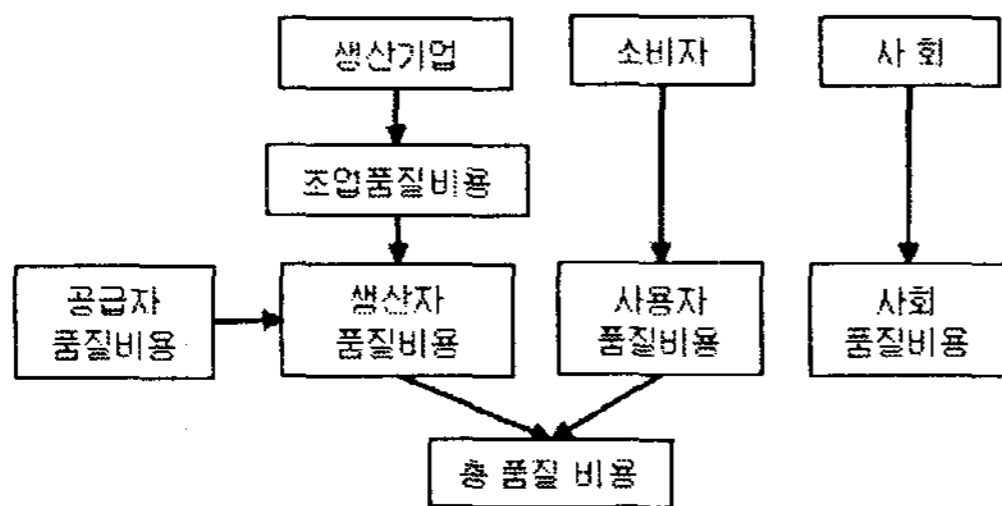 생산기업
소비자
사 회
조업품질비용
공급자
품질비용
생산자
품질비용
사용자
품질비용
사회
품질비용
총 품질 비용